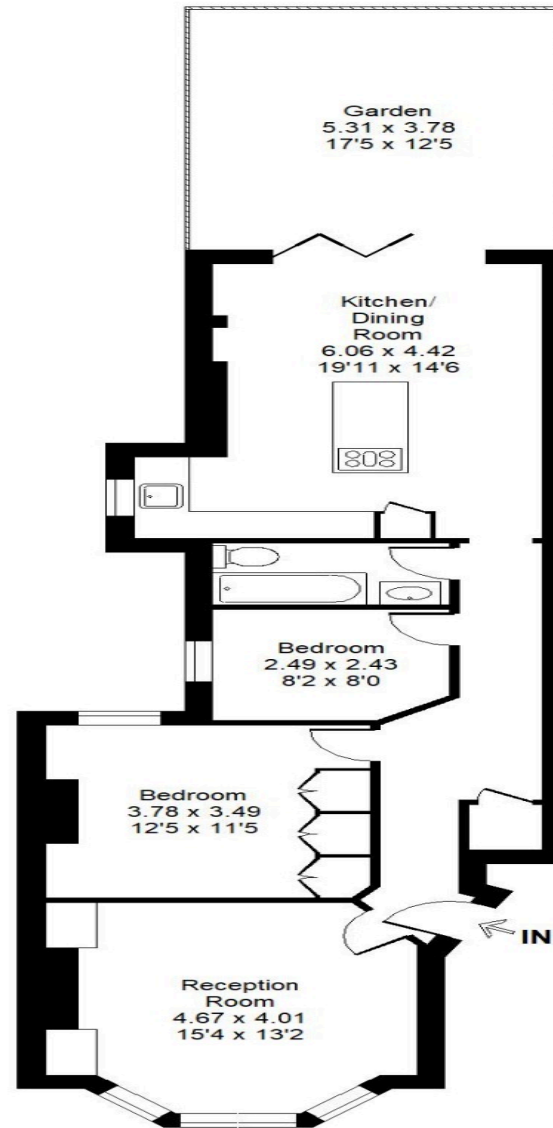 Garden
5.31 x 3.78
17'5 x 12'5
Kitchen/
Dining
Room
6.06 x 4.42
19'11 x 14'6
Bedroom
2.49 x 2.43
8'2 x 8'0
Bedroom
3.78 x 3.49
12'5 x 11'5
IN
Reception
Room
4.67 x 4.01
15'4 x 13'2